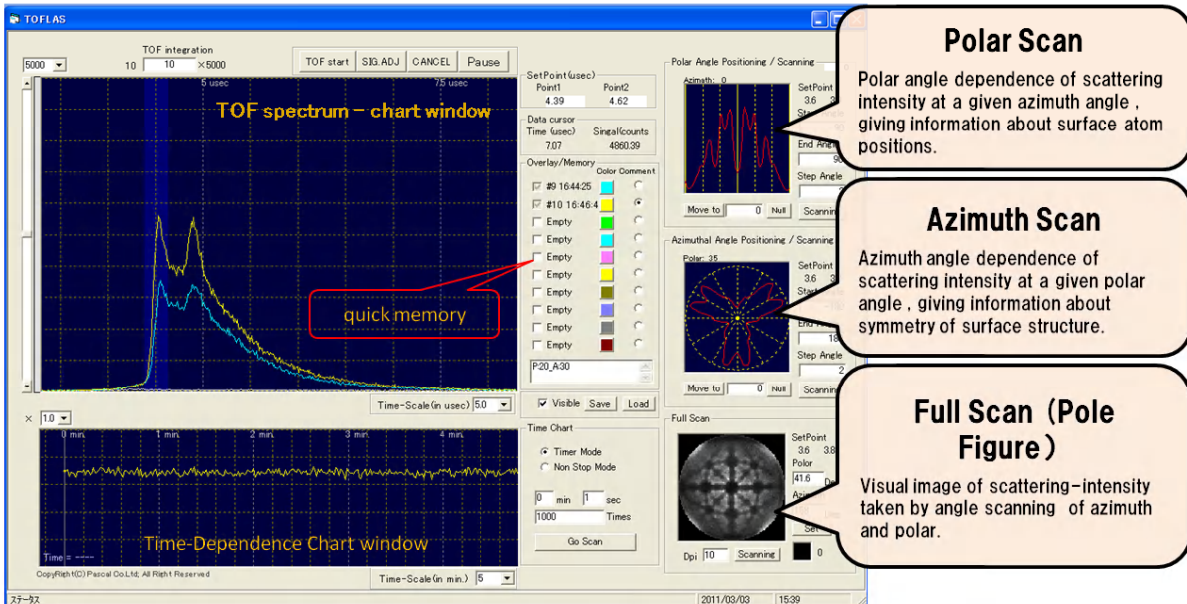 TOFLAS
5000
TOF integration
10 10 ×5000
TOF start SIG.ADJ CANCEL Pause
5 usec 7.5 usec
TOF spectrum – chart window
SetPoint(usec)
Point1 Point2
4.39 4.62
Data cursor
Time (usec) Singal(counts
7.07 4860.39
Overlay/Memory
Color Comment
#9 16:44:25
#10 16:46:4
Empty
Empty
Empty
Empty
Empty
Empty
Empty
Empty
quick memory
P:20_A30
Time-Scale(in usec) 5.0
Visible Save Load
× 1.0
0 min. 1 min. 2 min. 3 min. 4 min.
Time-Dependence Chart window
Time = ----
CopyRight(C) Pascal Co.Ltd, All Right Reserved
Time-Scale(in min.) 5
Time Chart
Timer Mode
Non Stop Mode
0 min 1 sec
1000 Times
Go Scan
Polar Angle Positioning / Scanning
Azimuth: 0
SetPoint
3.6
End Angle
90
Step Angle
Move to 0 Null Scanning
Azimuthal Angle Positioning / Scanning
Polar: 35
SetPoint
3.6
18
Step Angle
2
Move to 0 Null Scanning
Full Scan
SetPoint
3.6 3.8
Polor
41.6
Set
Dpi 10 Scanning 0
Polar Scan
Polar angle dependence of scattering
intensity at a given azimuth angle ,
giving information about surface atom
positions.
Azimuth Scan
Azimuth angle dependence of
scattering intensity at a given polar
angle , giving information about
symmetry of surface structure.
Full Scan (Pole
Figure)
Visual image of scattering-intensity
taken by angle scanning of azimuth
and polar.
ステータス 2011/03/03 15:39